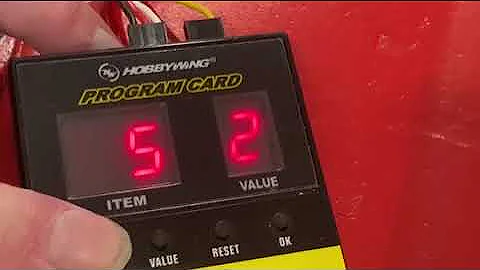 HOBBYWING®
PROGRAM CARD
5 2
ITEM VALUE
VALUE RESET OK